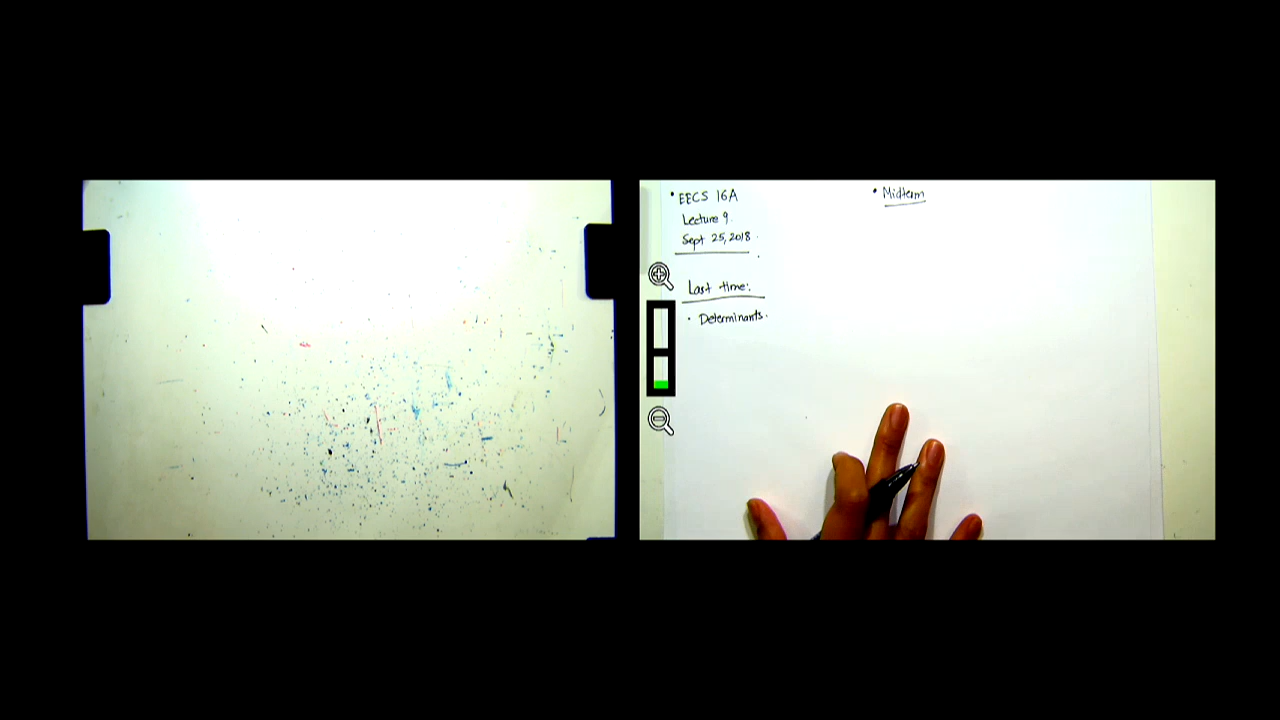 • EECS 16A
Lecture 9.
Sept 25, 2018.
Last time:
• Determinants.
• Midterm